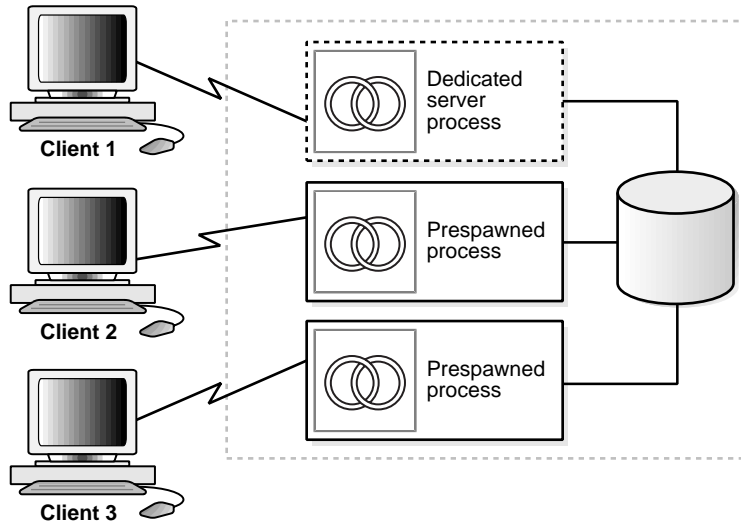 Dedicated
server
process
Client 1
Prespawned
process
Client 2
Prespawned
process
Client 3